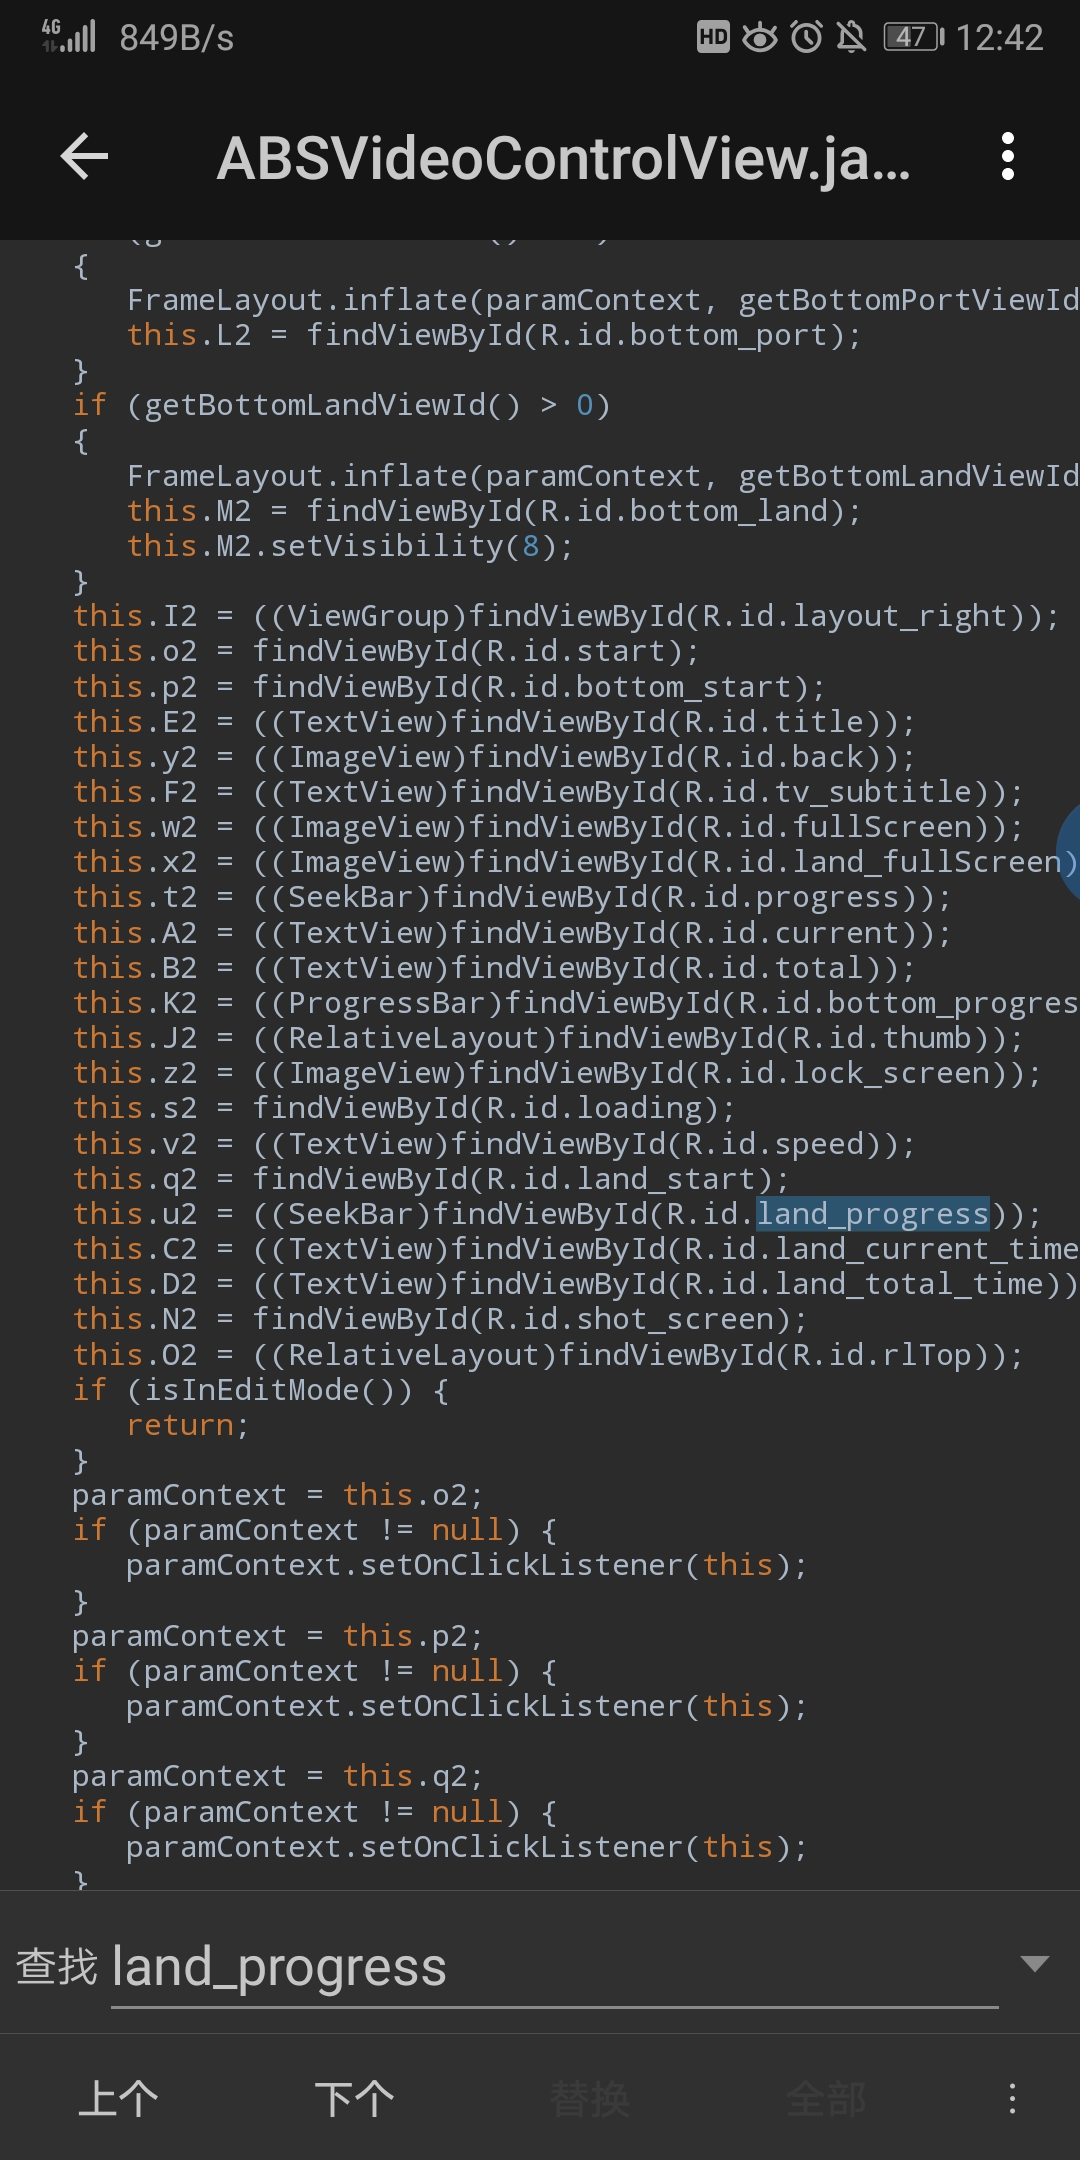 4G 849B/s HD 47 12:42
ABSVideoControlView.ja...
{
FrameLayout.inflate(paramContext, getBottomPortViewId
this.L2 = findViewById(R.id.bottom_port);
}
if (getBottomLandViewId() > 0)
{
FrameLayout.inflate(paramContext, getBottomLandViewId
this.M2 = findViewById(R.id.bottom_land);
this.M2.setVisibility(8);
}
this.I2 = ((ViewGroup)findViewById(R.id.layout_right));
this.o2 = findViewById(R.id.start);
this.p2 = findViewById(R.id.bottom_start);
this.E2 = ((TextView)findViewById(R.id.title));
this.y2 = ((ImageView)findViewById(R.id.back));
this.F2 = ((TextView)findViewById(R.id.tv_subtitle));
this.w2 = ((ImageView)findViewById(R.id.fullScreen));
this.x2 = ((ImageView)findViewById(R.id.land_fullScreen)
this.t2 = ((SeekBar)findViewById(R.id.progress));
this.A2 = ((TextView)findViewById(R.id.current));
this.B2 = ((TextView)findViewById(R.id.total));
this.K2 = ((ProgressBar)findViewById(R.id.bottom_progres
this.J2 = ((RelativeLayout)findViewById(R.id.thumb));
this.z2 = ((ImageView)findViewById(R.id.lock_screen));
this.s2 = findViewById(R.id.loading);
this.v2 = ((TextView)findViewById(R.id.speed));
this.q2 = findViewById(R.id.land_start);
this.u2 = ((SeekBar)findViewById(R.id.land_progress));
this.C2 = ((TextView)findViewById(R.id.land_current_time
this.D2 = ((TextView)findViewById(R.id.land_total_time))
this.N2 = findViewById(R.id.shot_screen);
this.O2 = ((RelativeLayout)findViewById(R.id.rlTop));
if (isInEditMode()) {
return;
}
paramContext = this.o2;
if (paramContext != null) {
paramContext.setOnClickListener(this);
}
paramContext = this.p2;
if (paramContext != null) {
paramContext.setOnClickListener(this);
}
paramContext = this.q2;
if (paramContext != null) {
paramContext.setOnClickListener(this);
}
查找 land_progress
上个 下个 替换 全部